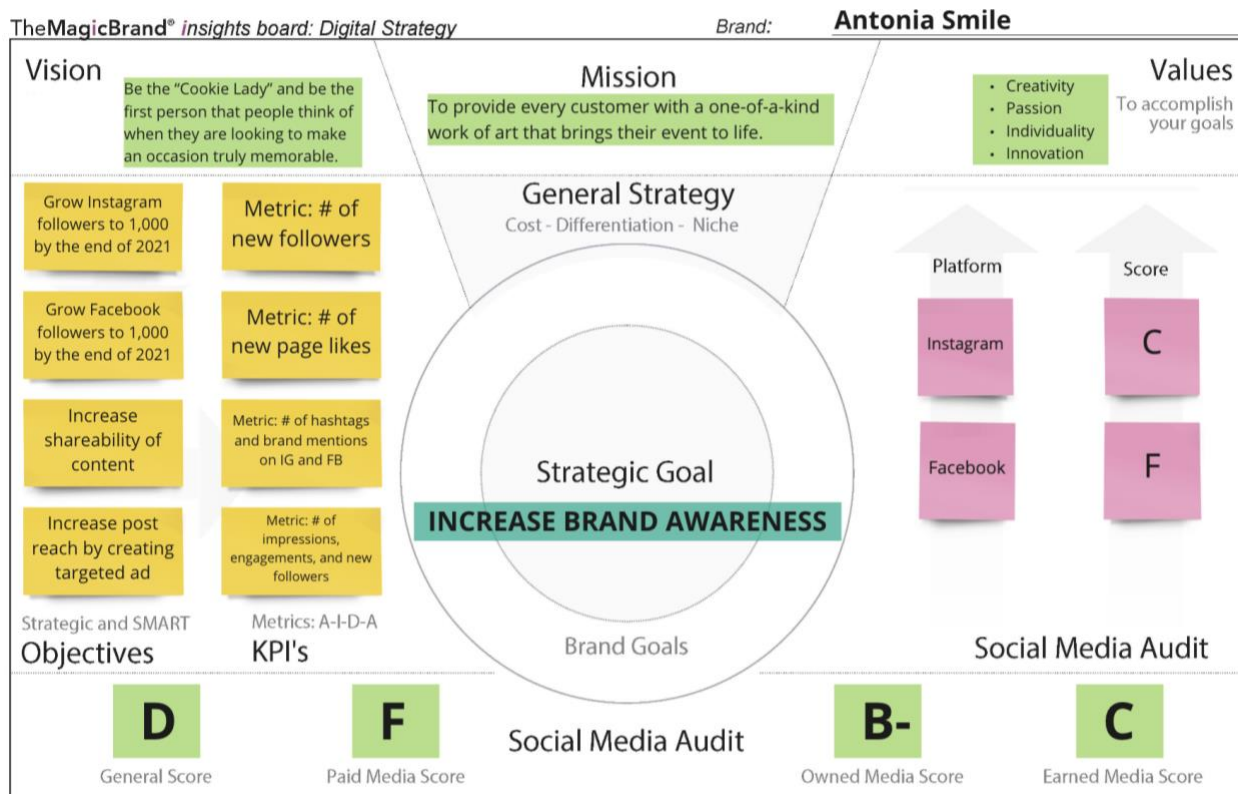 TheMagicBrand® insights board: Digital Strategy
Brand: Antonia Smile
Vision
Be the "Cookie Lady" and be the
first person that people think of
when they are looking to make
an occasion truly memorable.
Mission
To provide every customer with a one-of-a-kind
work of art that brings their event to life.
• Creativity
• Passion
• Individuality
• Innovation
Values
To accomplish
your goals
Grow Instagram
followers to 1,000
by the end of 2021
Metric: # of
new followers
Grow Facebook
followers to 1,000
by the end of 2021
Metric: # of
new page likes
Increase
shareability of
content
Metric: # of hashtags
and brand mentions
on IG and FB
Increase post
reach by creating
targeted ad
Metric: # of
impressions,
engagements, and new
followers
Strategic and SMART
Objectives
Metrics: A-I-D-A
KPI's
General Strategy
Cost - Differentiation - Niche
Strategic Goal
INCREASE BRAND AWARENESS
Brand Goals
Platform
Score
Instagram
C
Facebook
F
Social Media Audit
D
General Score
F
Paid Media Score
Social Media Audit
B-
Owned Media Score
C
Earned Media Score